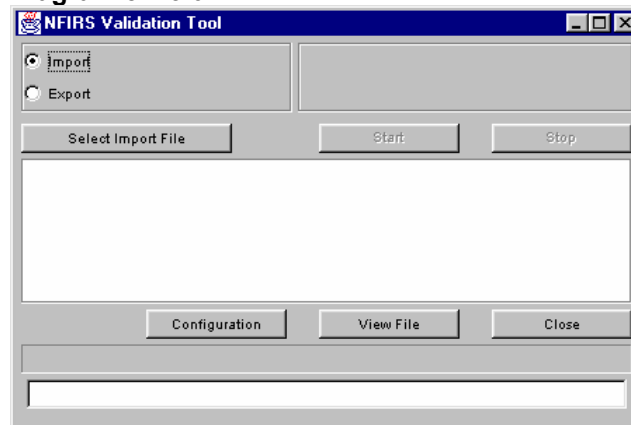 NFIRS Validation Tool
Import
Export
Select Import File
Start
Stop
Configuration
View File
Close